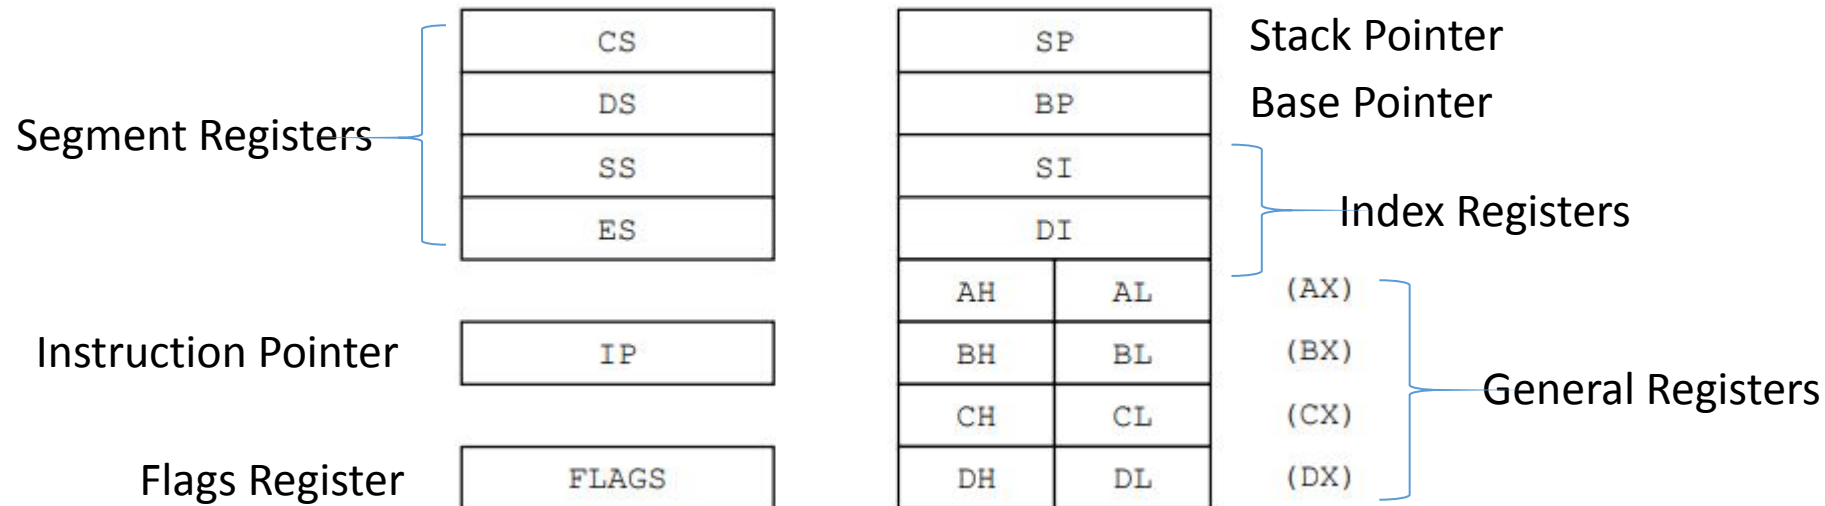 Segment Registers
CS
DS
SS
ES
Instruction Pointer
IP
Flags Register
FLAGS
SP Stack Pointer
BP Base Pointer
SI
DI
Index Registers
AH AL (AX)
BH BL (BX)
CH CL (CX)
DH DL (DX)
General Registers